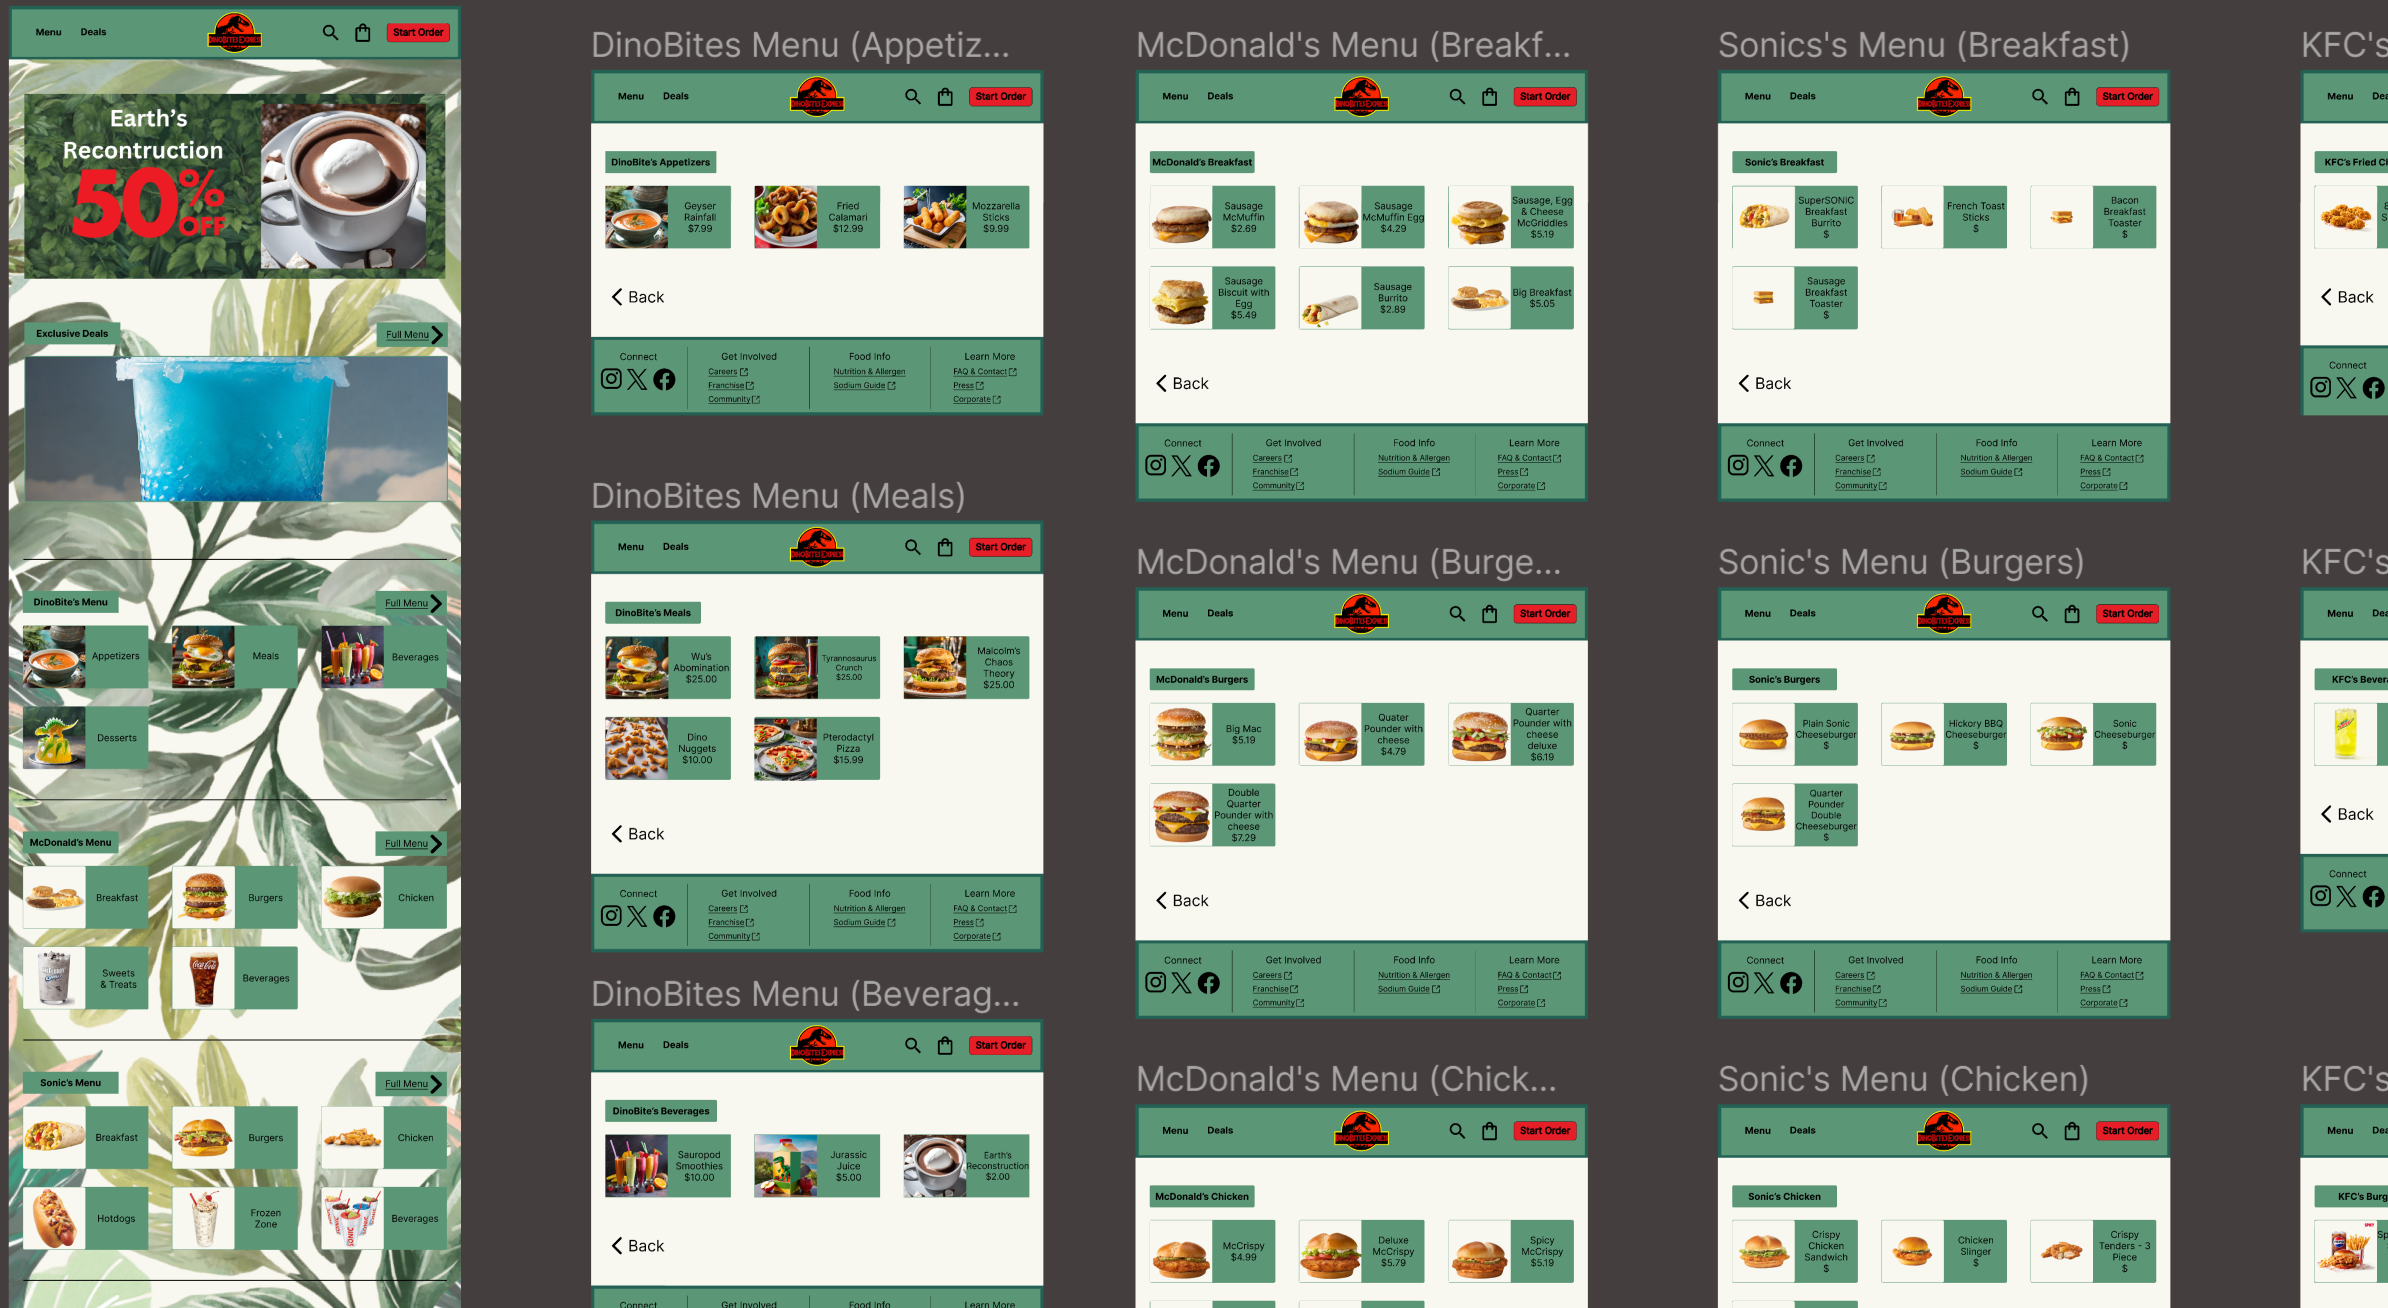 Menu
Deals
DINOBITES EXPRESS
Start Order
Earth's
Recontruction
50%
OFF
Exclusive Deals
Full Menu
DinoBite's Menu
Full Menu
Appetizers
Meals
Beverages
Desserts
McDonald's Menu
Full Menu
Breakfast
Burgers
Chicken
Sweets
& Treats
Beverages
Sonic's Menu
Full Menu
Breakfast
Burgers
Chicken
Hotdogs
Frozen
Zone
Beverages
DinoBites Menu (Appetiz...
Menu
Deals
DINOBITES EXPRESS
Start Order
DinoBite's Appetizers
Geyser
Rainfall
$7.99
Fried
Calamari
$12.99
Mozzarella
Sticks
$9.99
Back
Connect
Get Involved
Careers
Franchise
Community
Food Info
Nutrition & Allergen
Sodium Guide
Learn More
FAQ & Contact
Press
Corporate
DinoBites Menu (Meals)
Menu
Deals
DINOBITES EXPRESS
Start Order
DinoBite's Meals
Wu's
Abomination
$25.00
Tyrannosaurus
Crunch
$25.00
Malcolm's
Chaos
Theory
$25.00
Dino
Nuggets
$10.00
Pterodactyl
Pizza
$15.99
Back
Connect
Get Involved
Careers
Franchise
Community
Food Info
Nutrition & Allergen
Sodium Guide
Learn More
FAQ & Contact
Press
Corporate
DinoBites Menu (Beverag...
Menu
Deals
DINOBITES EXPRESS
Start Order
DinoBite's Beverages
Sauropod
Smoothies
$10.00
Jurassic
Juice
$5.00
Earth's
Reconstruction
$2.00
Back
Connect
Get Involved
Food Info
Learn More
McDonald's Menu (Breakf...
Menu
Deals
DINOBITES EXPRESS
Start Order
McDonald's Breakfast
Sausage
McMuffin
$2.69
Sausage
McMuffin Egg
$4.29
Sausage, Egg
& Cheese
McGriddles
$5.19
Sausage
Biscuit with
Egg
$5.49
Sausage
Burrito
$2.89
Big Breakfast
$5.05
Back
Connect
Get Involved
Careers
Franchise
Community
Food Info
Nutrition & Allergen
Sodium Guide
Learn More
FAQ & Contact
Press
Corporate
McDonald's Menu (Burge...
Menu
Deals
DINOBITES EXPRESS
Start Order
McDonald's Burgers
Big Mac
$5.19
Quater
Pounder with
cheese
$4.79
Quarter
Pounder with
cheese
deluxe
$6.19
Double
Quarter
Pounder with
cheese
$7.29
Back
Connect
Get Involved
Careers
Franchise
Community
Food Info
Nutrition & Allergen
Sodium Guide
Learn More
FAQ & Contact
Press
Corporate
McDonald's Menu (Chick...
Menu
Deals
DINOBITES EXPRESS
Start Order
McDonald's Chicken
McCrispy
$4.99
Deluxe
McCrispy
$5.79
Spicy
McCrispy
$5.19
Sonics's Menu (Breakfast)
Menu
Deals
DINOBITES EXPRESS
Start Order
Sonic's Breakfast
SuperSONIC
Breakfast
Burrito
$
French Toast
Sticks
$
Bacon
Breakfast
Toaster
$
Sausage
Breakfast
Toaster
$
Back
Connect
Get Involved
Careers
Franchise
Community
Food Info
Nutrition & Allergen
Sodium Guide
Learn More
FAQ & Contact
Press
Corporate
Sonic's Menu (Burgers)
Menu
Deals
DINOBITES EXPRESS
Start Order
Sonic's Burgers
Plain Sonic
Cheeseburger
$
Hickory BBQ
Cheeseburger
$
Sonic
Cheeseburger
$
Quarter
Pounder
Double
Cheeseburger
$
Back
Connect
Get Involved
Careers
Franchise
Community
Food Info
Nutrition & Allergen
Sodium Guide
Learn More
FAQ & Contact
Press
Corporate
Sonic's Menu (Chicken)
Menu
Deals
DINOBITES EXPRESS
Start Order
Sonic's Chicken
Crispy
Chicken
Sandwich
$
Chicken
Slinger
$
Crispy
Tenders - 3
Piece
$
KFC's
Menu
KFC's Fried
Back
Connect
KFC's
Menu
KFC's
Back
Connect
KFC's
Menu
KFC's